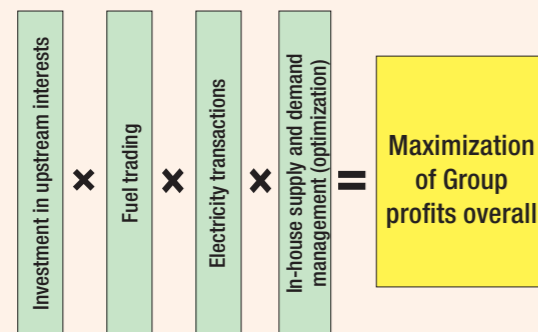 Investment in upstream interests
×
Fuel trading
×
Electricity transactions
×
In-house supply and demand
management (optimization)
=
Maximization
of Group
profits overall